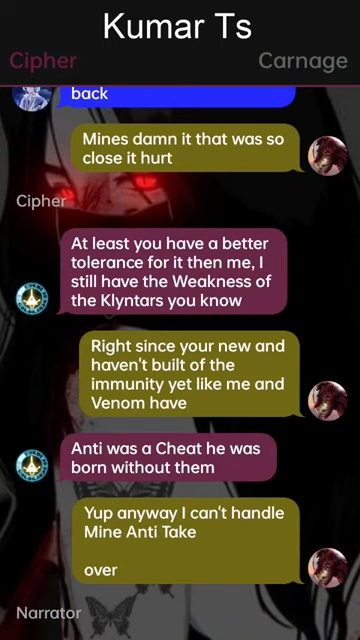 Kumar Ts
Cipher
Carnage
back
Mines damn it that was so
close it hurt
Cipher
At least you have a better
tolerance for it then me, I
still have the Weakness of
the Klyntars you know
Right since your new and
haven't built of the
immunity yet like me and
Venom have
Anti was a Cheat he was
born without them
Yup anyway I can't handle
Mine Anti Take
over
Narrator